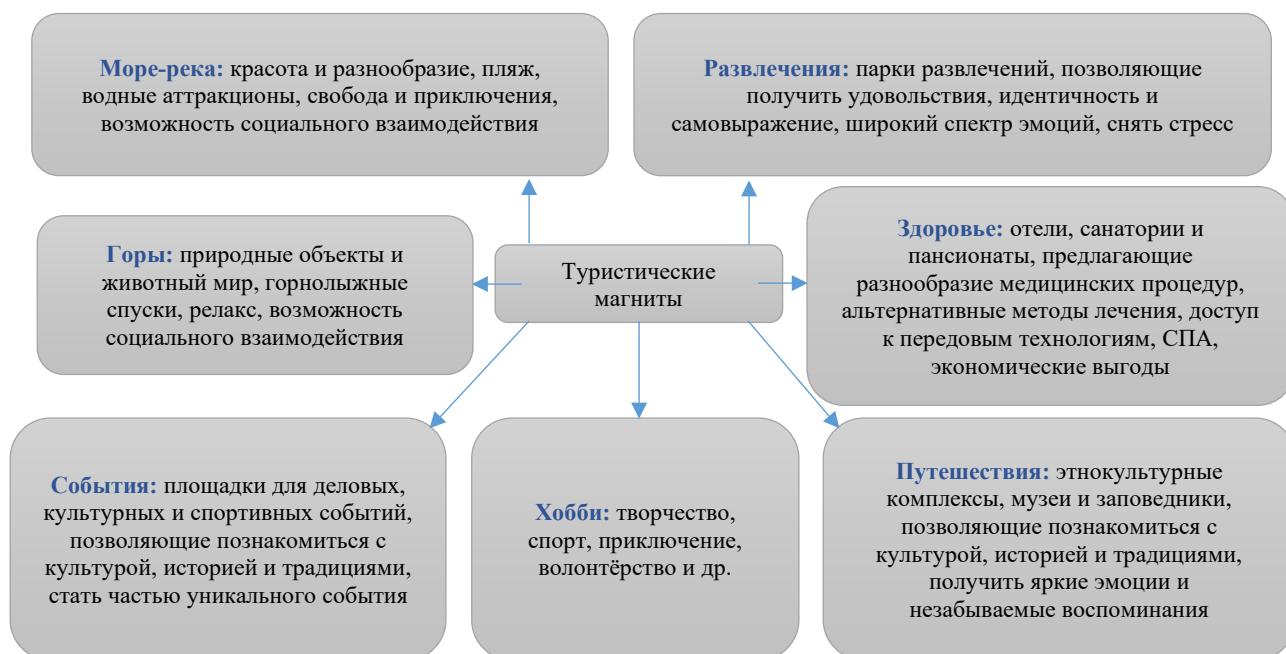 Море-река: красота и разнообразие, пляж,
водные аттракционы, свобода и приключения,
возможность социального взаимодействия
Развлечения: парки развлечений, позволяющие
получить удовольствия, идентичность и
самовыражение, широкий спектр эмоций, снять стресс
Горы: природные объекты и
животный мир, горнолыжные
спуски, релакс, возможность
социального взаимодействия
Туристические
магниты
Здоровье: отели, санатории и
пансионаты, предлагающие
разнообразие медицинских процедур,
альтернативные методы лечения, доступ
к передовым технологиям, СПА,
экономические выгоды
События: площадки для деловых,
культурных и спортивных событий,
позволяющие познакомиться с
культурой, историей и традициями,
стать частью уникального события
Хобби: творчество,
спорт, приключение,
волонтёрство и др.
Путешествия: этнокультурные
комплексы, музеи и заповедники,
позволяющие познакомиться с
культурой, историей и традициями,
получить яркие эмоции и
незабываемые воспоминания